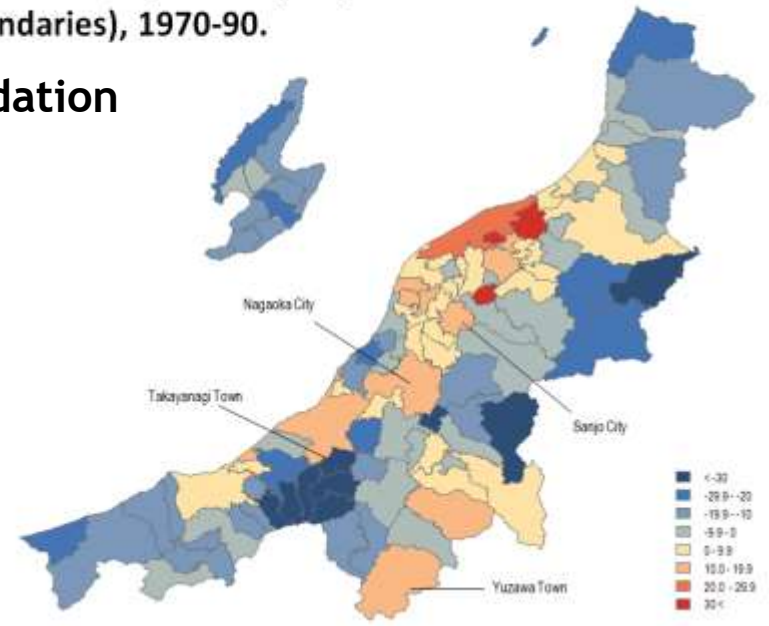 ndaries), 1970-90.
dation
Nagaoka City
Takayanagi Town
Sanjo City
Yuzawa Town
<-30
-29.9--20
-19.9--10
-9.9-0
0-9.9
10.0-19.9
20.0-29.9
30<